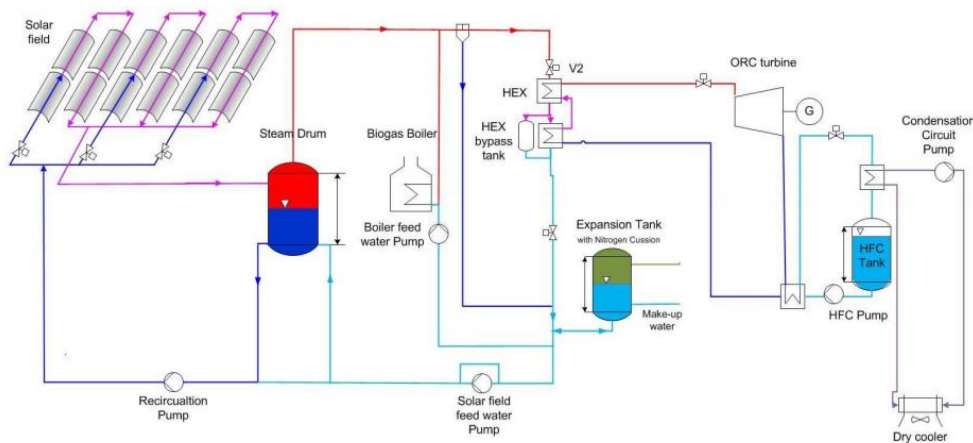 Solar
field
Steam Drum
Biogas Boiler
Boiler feed
water Pump
V2
HEX
HEX
bypass
tank
ORC turbine
G
Condensation
Circuit
Pump
Expansion Tank
with Nitrogen Cussion
Make-up
water
HFC
Tank
HFC Pump
Recircualtion
Pump
Solar field
feed water
Pump
Dry cooler